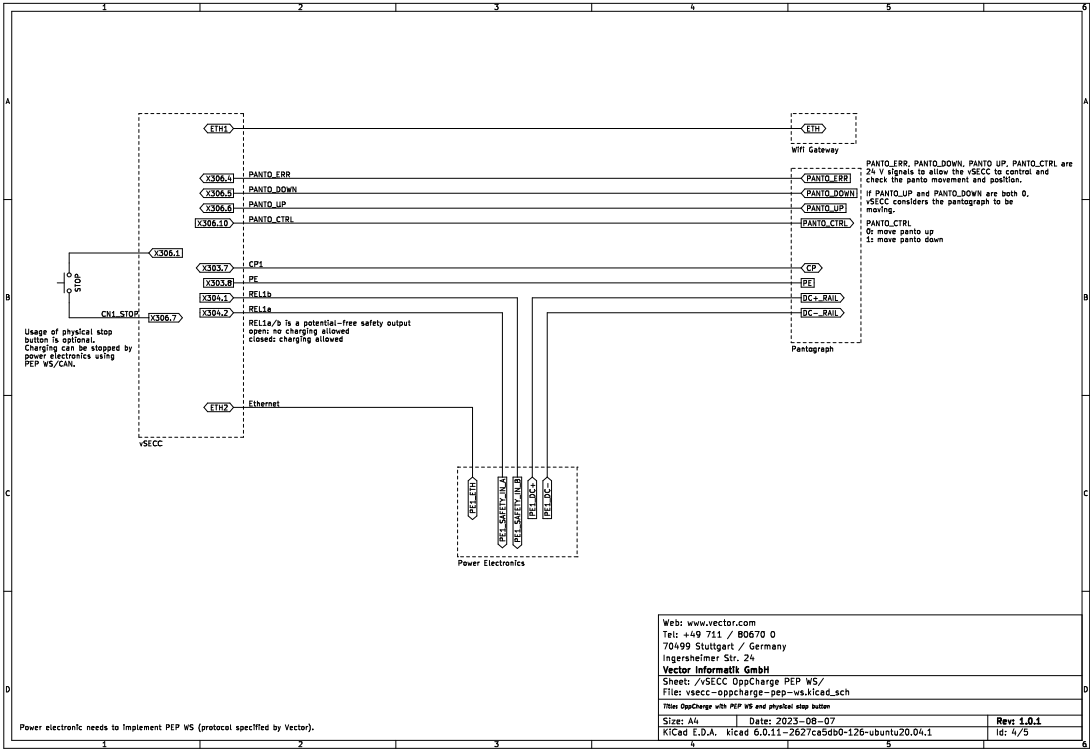 1 2 3 4 5 6
A A
ETH1 ETH
Wifi Gateway
X306.4 PANTO_ERR PANTO_ERR
X306.5 PANTO_DOWN PANTO_DOWN
X306.6 PANTO_UP PANTO_UP
X306.10 PANTO_CTRL PANTO_CTRL
PANTO_ERR, PANTO_DOWN, PANTO UP, PANTO_CTRL are
24 V signals to allow the vSECC to control and
check the panto movement and position.
If PANTO_UP and PANTO_DOWN are both 0,
vSECC considers the pantograph to be
moving.
PANTO_CTRL
0: move panto up
1: move panto down
X306.1
STOP
CN1_STOP X306.7
X303.7 CP1 CP
X303.8 PE PE
B B
X304.1 REL1b DC+_RAIL
X304.2 REL1a DC-_RAIL
REL1a/b is a potential-free safety output
open: no charging allowed
closed: charging allowed
Pantograph
Usage of physical stop
button is optional.
Charging can be stopped by
power electronics using
PEP WS/CAN.
ETH2 Ethernet
vSECC
C C
PE1_ETH
PE1_SAFETY_IN_A
PE1_SAFETY_IN_B
PE1_DC+
PE1_DC-
Power Electronics
Web: www.vector.com
Tel: +49 711 / 80670 0
70499 Stuttgart / Germany
Ingersheimer Str. 24
Vector Informatik GmbH
Sheet: /vSECC OppCharge PEP WS/
File: vsecc-oppcharge-pep-ws.kicad_sch
Title: OppCharge with PEP WS and physical stop button
Size: A4 Date: 2023-08-07 Rev: 1.0.1
KiCad E.D.A. kicad 6.0.11-2627ca5db0-126-ubuntu20.04.1 Id: 4/5
D D
Power electronic needs to implement PEP WS (protocol specified by Vector).
1 2 3 4 5 6